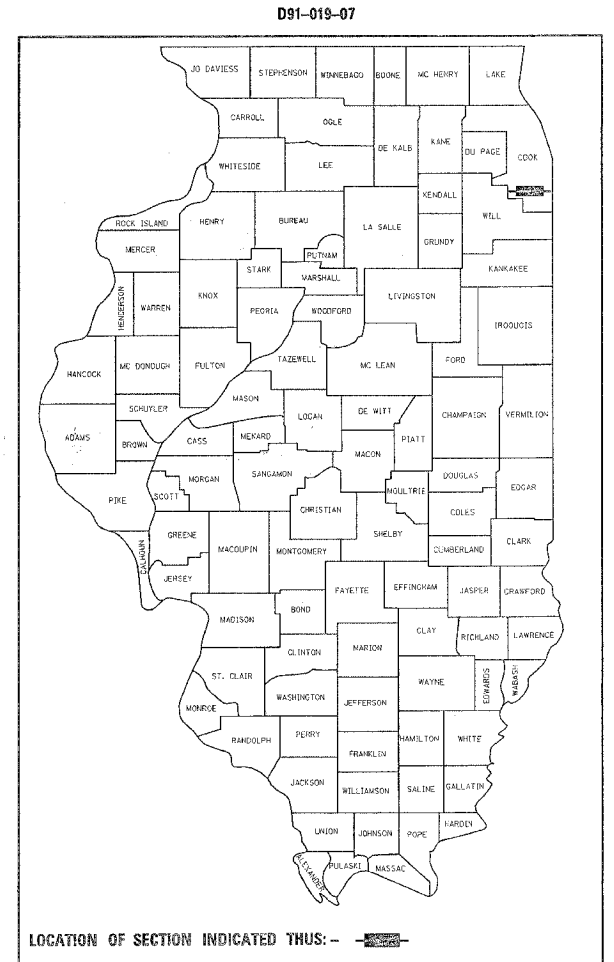 D91-019-07
JO DAVIESS STEPHENSON WINNEBAGO BOONE MC HENRY LAKE
CARROLL OGLE DE KALB KANE DU PAGE COOK
WHITESIDE LEE
KENDALL WILL
ROCK ISLAND HENRY BUREAU LA SALLE
GRUNDY
MERCER PUTNAM
STARK MARSHALL KANKAKEE
HENDERSON WARREN KNOX PEORIA WOODFORD LIVINGSTON
IROQUOIS
TAZEWELL MC LEAN FORD
HANCOCK MC DONOUGH FULTON
MASON
SCHUYLER LOGAN DE WITT CHAMPAIGN VERMILION
ADAMS BROWN CASS MENARD PIATT
MACON
MORGAN SANGAMON DOUGLAS
PIKE SCOTT MOULTRIE EDGAR
CHRISTIAN COLES
GREENE SHELBY
CALHOUN MACOUPIN MONTGOMERY CUMBERLAND CLARK
JERSEY
FAYETTE EFFINGHAM JASPER CRAWFORD
MADISON BOND
CLAY RICHLAND LAWRENCE
CLINTON MARION
ST. CLAIR WAYNE EDWARDS WABASH
WASHINGTON JEFFERSON
MONROE
RANDOLPH PERRY HAMILTON WHITE
FRANKLIN
JACKSON WILLIAMSON SALINE GALLATIN
HARDIN
UNION JOHNSON POPE
ALEXANDER PULASKI MASSAC
LOCATION OF SECTION INDICATED THUS: -